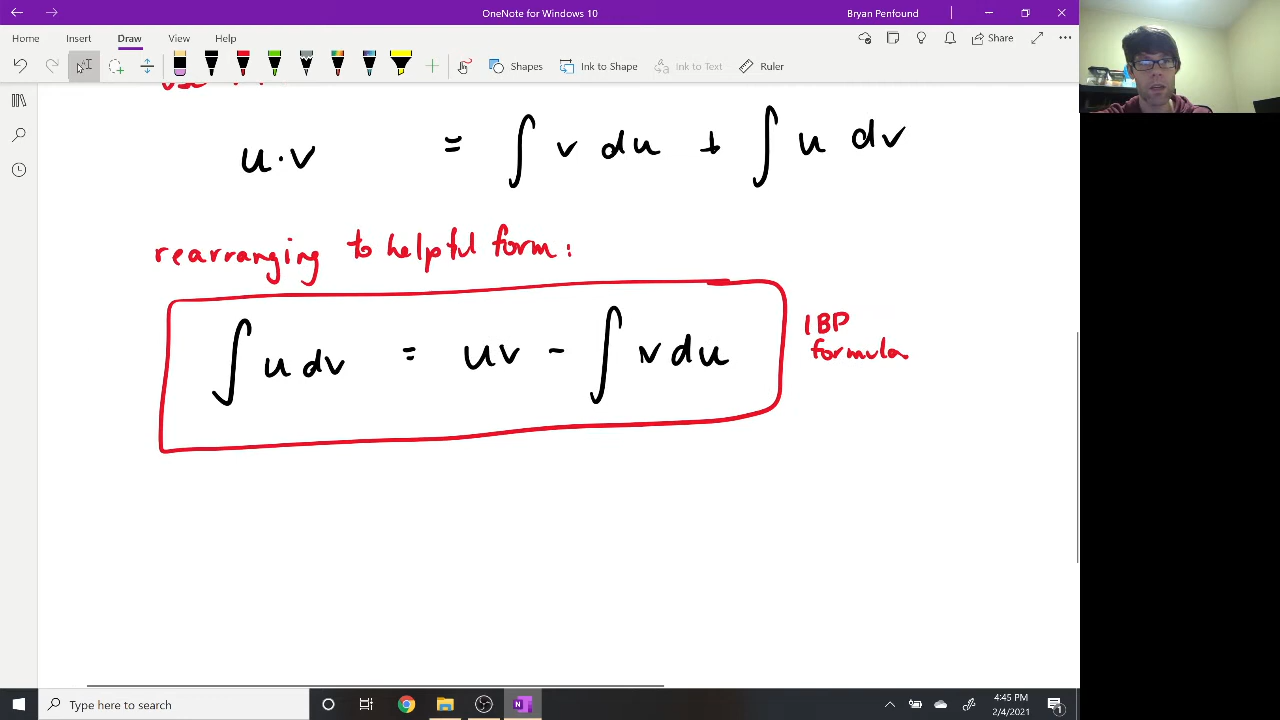 OneNote for Windows 10
Bryan Penfound
Home Insert Draw View Help
Share
Shapes Ink to Shape Ink to Text Ruler
u·v = ∫ v du + ∫ u dv
rearranging to helpful form:
∫ u dv = uv - ∫ v du
IBP
formula
Type here to search
4:45 PM
2/4/2021